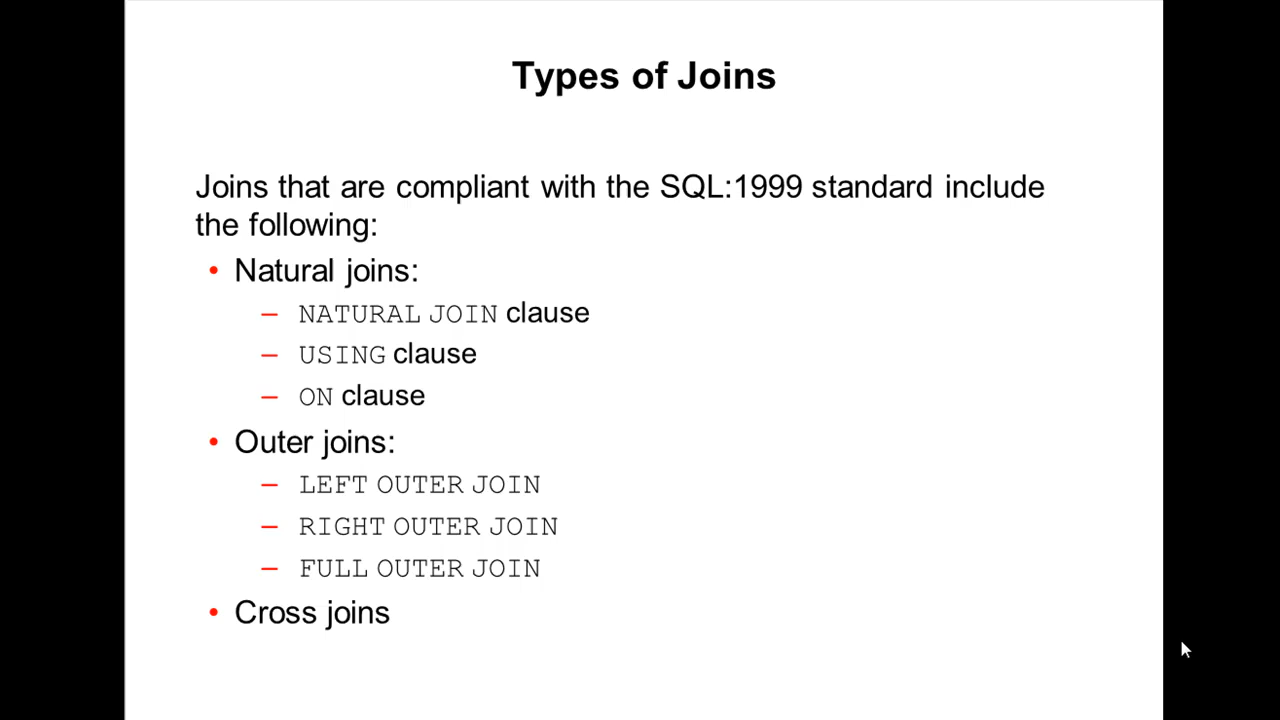 Types of Joins
Joins that are compliant with the SQL:1999 standard include
the following:
• Natural joins:
– NATURAL JOIN clause
– USING clause
– ON clause
• Outer joins:
– LEFT OUTER JOIN
– RIGHT OUTER JOIN
– FULL OUTER JOIN
• Cross joins